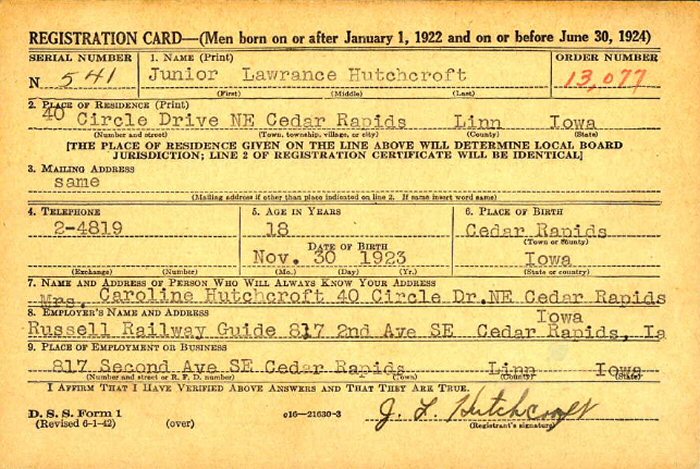 REGISTRATION CARD—(Men born on or after January 1, 1922 and on or before June 30, 1924)
SERIAL NUMBER 1. NAME (Print) ORDER NUMBER
N 541 Junior Lawrance Hutchcroft 13,077
(First) (Middle) (Last)
2. PLACE OF RESIDENCE (Print)
40 Circle Drive NE Cedar Rapids Linn Iowa
(Number and street) (Town, township, village, or city) (County) (State)
[THE PLACE OF RESIDENCE GIVEN ON THE LINE ABOVE WILL DETERMINE LOCAL BOARD
JURISDICTION; LINE 2 OF REGISTRATION CERTIFICATE WILL BE IDENTICAL]
3. MAILING ADDRESS
same
(Mailing address if other than place indicated on line 2. If same insert word same)
4. TELEPHONE 5. AGE IN YEARS 6. PLACE OF BIRTH
2-4819 18 Cedar Rapids
(Town or county)
DATE OF BIRTH
Nov. 30 1923 Iowa
(Exchange) (Number) (Mo.) (Day) (Yr.) (State or country)
7. NAME AND ADDRESS OF PERSON WHO WILL ALWAYS KNOW YOUR ADDRESS
Mrs. Caroline Hutchcroft 40 Circle Dr.NE Cedar Rapids
8. EMPLOYER'S NAME AND ADDRESS Iowa
Russell Railway Guide 817 2nd Ave SE Cedar Rapids, Ia
9. PLACE OF EMPLOYMENT OR BUSINESS
817 Second Ave SE Cedar Rapids Linn Iowa
(Number and street or R. F. D. number) (Town) (County) (State)
I AFFIRM THAT I HAVE VERIFIED ABOVE ANSWERS AND THAT THEY ARE TRUE.
D. S. S. Form 1 c16—21630-3 J. L. Hutchcroft
(Revised 6-1-42) (over) (Registrant's signature)